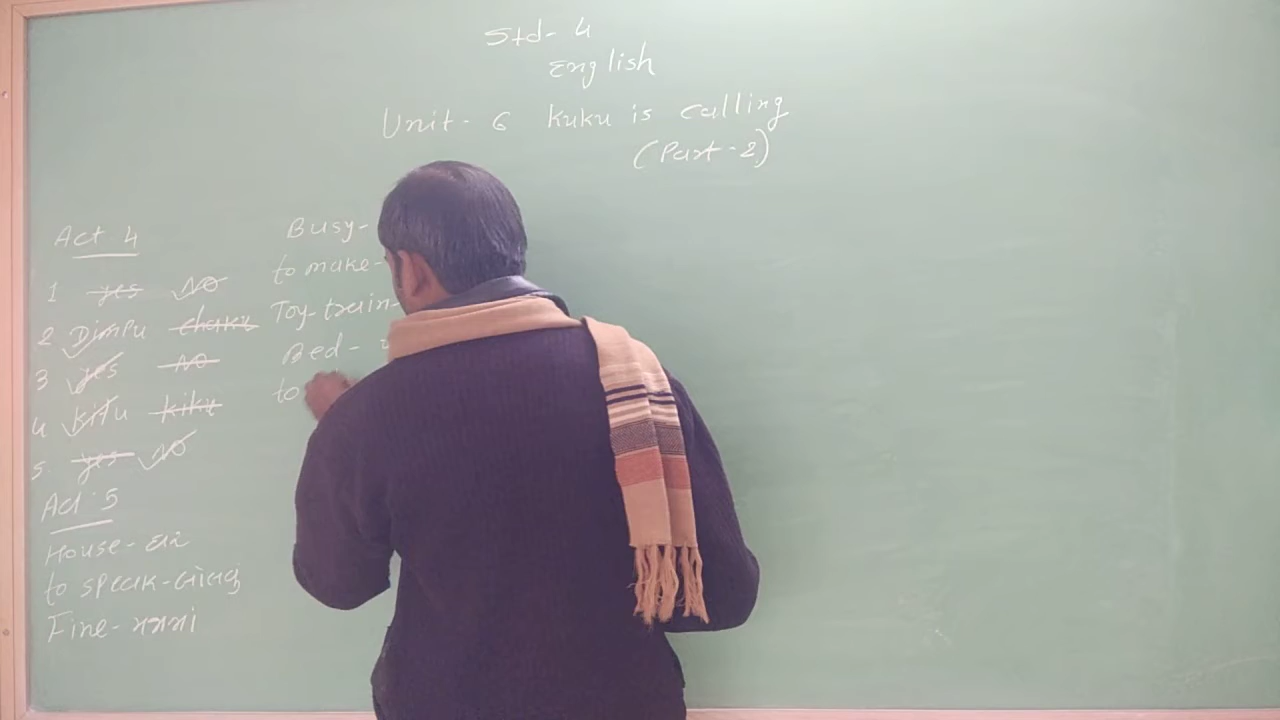 Std- 4
English
Unit- 6 Kuku is calling
(Part-2)
Act 4
1 yes NO
2 Dimpu chaku
3 yes NO
4 kitu kiku
5. yes NO
Act 5
House- ઘર
to speak- બોલવું
Fine- મજામાં
Busy-
to make-
Toy-train-
Bed-
to